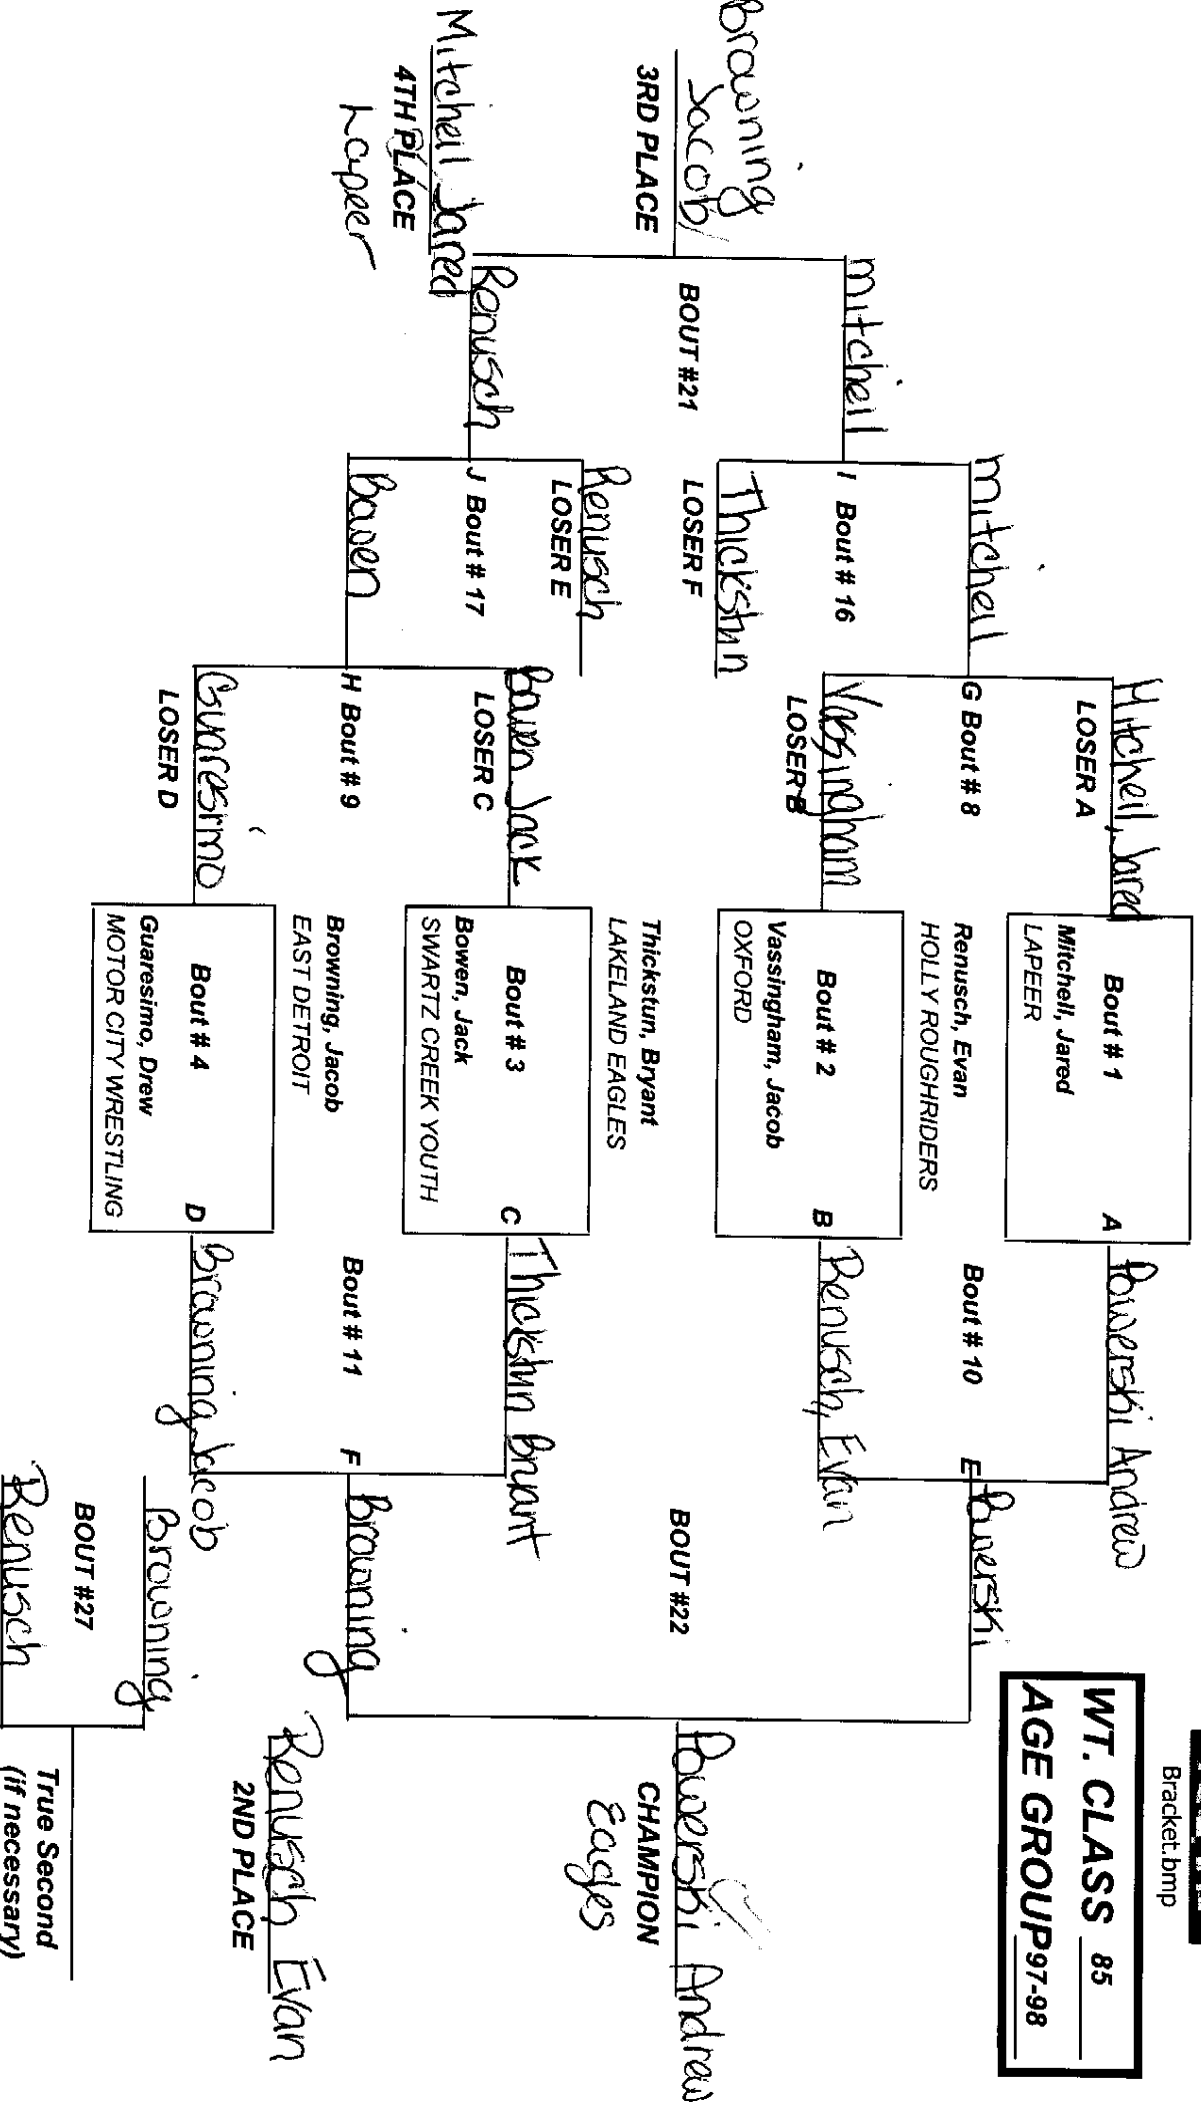 Bracket.bmp
WT. CLASS 85
AGE GROUP 97-98
Mitcheil, Jared
LOSER A
Bout # 1
A
Mitchell, Jared
LAPEER
Powerski Andrew
Mitcheil
G Bout # 8
Renusch, Evan
HOLLY ROUGHRIDERS
Bout # 10
E
Powerski
Mitcheil
I Bout # 16
Vassingham
LOSER B
Bout # 2
B
Vassingham, Jacob
OXFORD
Renusch, Evan
Thickstun
LOSER F
Browning
Jacob
3RD PLACE
BOUT #21
BOUT #22
Powerski Andrew
CHAMPION
Eagles
Renusch
LOSER E
Thickstun, Bryant
LAKELAND EAGLES
Renusch
J Bout # 17
Bowen Jack
LOSER C
Bout # 3
C
Bowen, Jack
SWARTZ CREEK YOUTH
Thickstun Bryant
Mitcheil Jared
4TH PLACE
Lapeer
Bowen
H Bout # 9
Browning, Jacob
EAST DETROIT
Bout # 11
F
Browning
Renusch Evan
2ND PLACE
Guaresimo
LOSER D
Bout # 4
D
Guaresimo, Drew
MOTOR CITY WRESTLING
Browning Jacob
Browning
BOUT #27
Renusch
True Second
(if necessary)